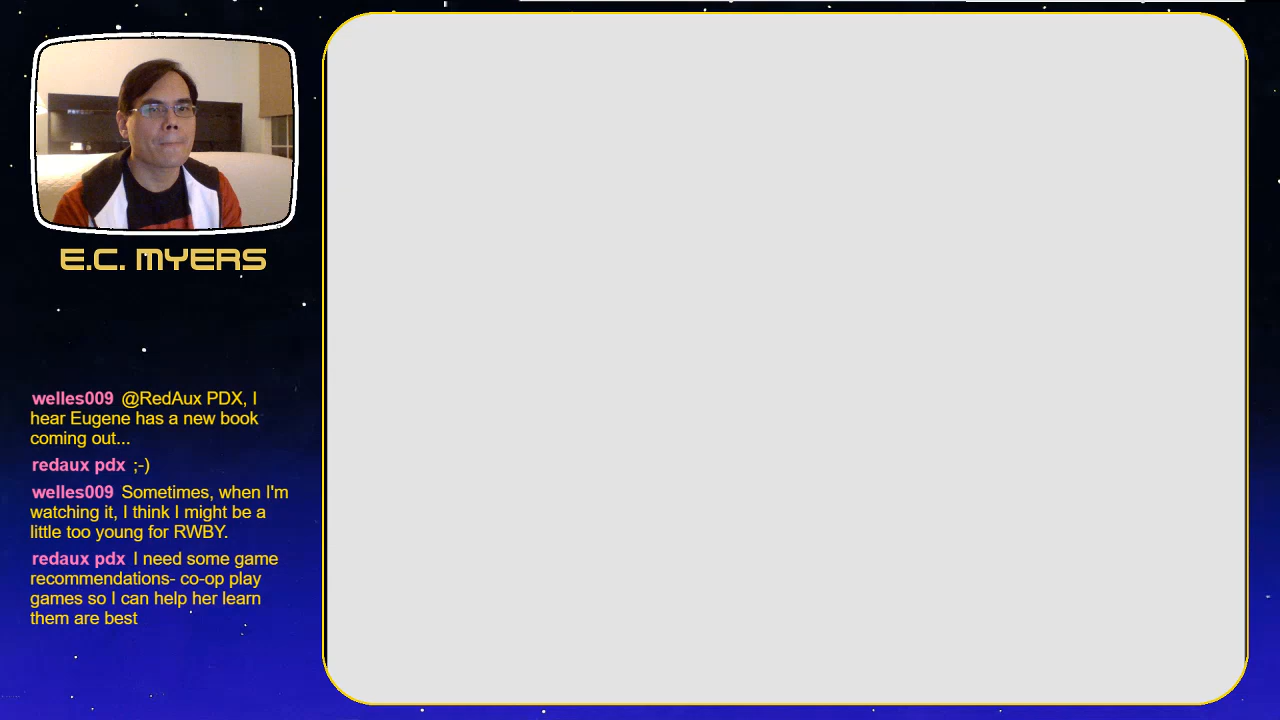 E.C. MYERS
welles009 @RedAux PDX, I
hear Eugene has a new book
coming out...
redaux pdx ;-)
welles009 Sometimes, when I'm
watching it, I think I might be a
little too young for RWBY.
redaux pdx I need some game
recommendations- co-op play
games so I can help her learn
them are best